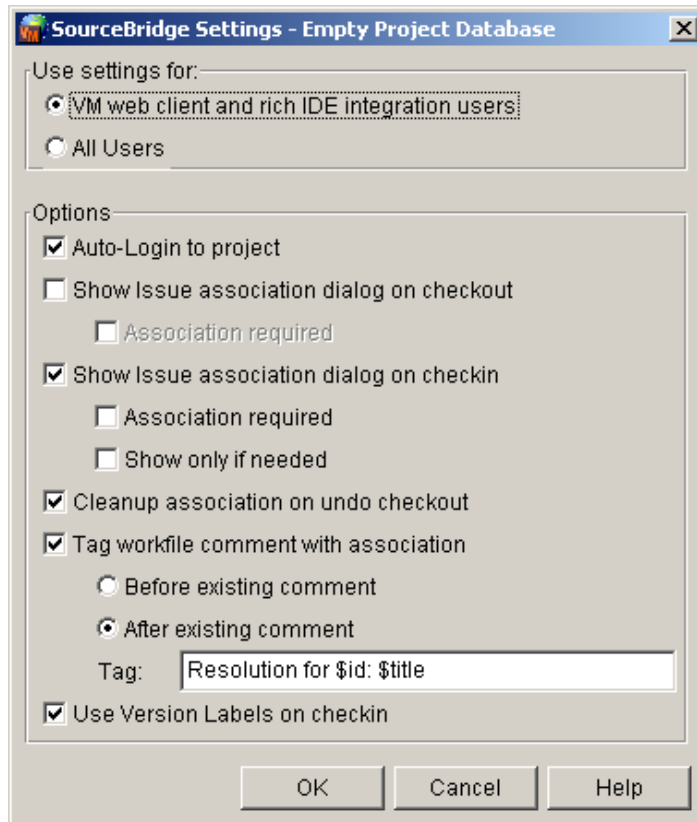 SourceBridge Settings - Empty Project Database
Use settings for:
VM web client and rich IDE integration users
All Users
Options
Auto-Login to project
Show Issue association dialog on checkout
Association required
Show Issue association dialog on checkin
Association required
Show only if needed
Cleanup association on undo checkout
Tag workfile comment with association
Before existing comment
After existing comment
Tag: Resolution for $id: $title
Use Version Labels on checkin
OK Cancel Help